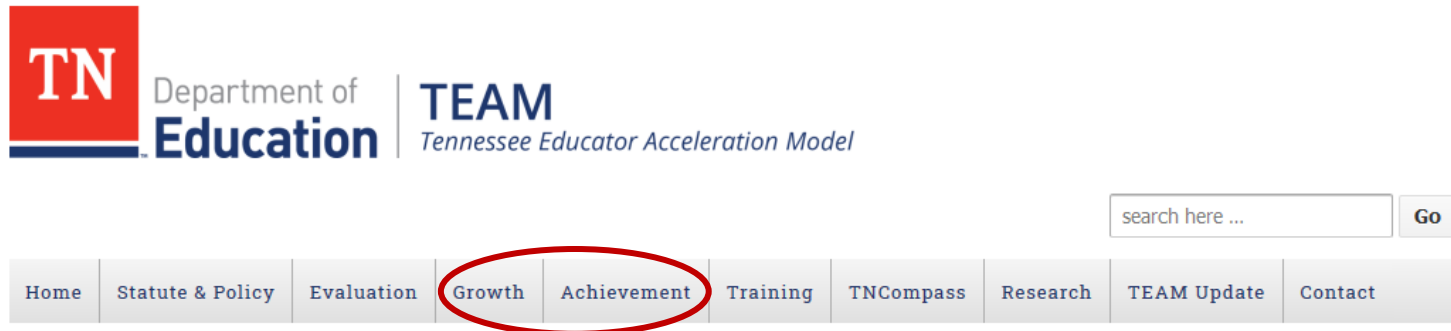 TN
Department of
Education
TEAM
Tennessee Educator Acceleration Model
search here ...
Go
Home
Statute & Policy
Evaluation
Growth
Achievement
Training
TNCompass
Research
TEAM Update
Contact